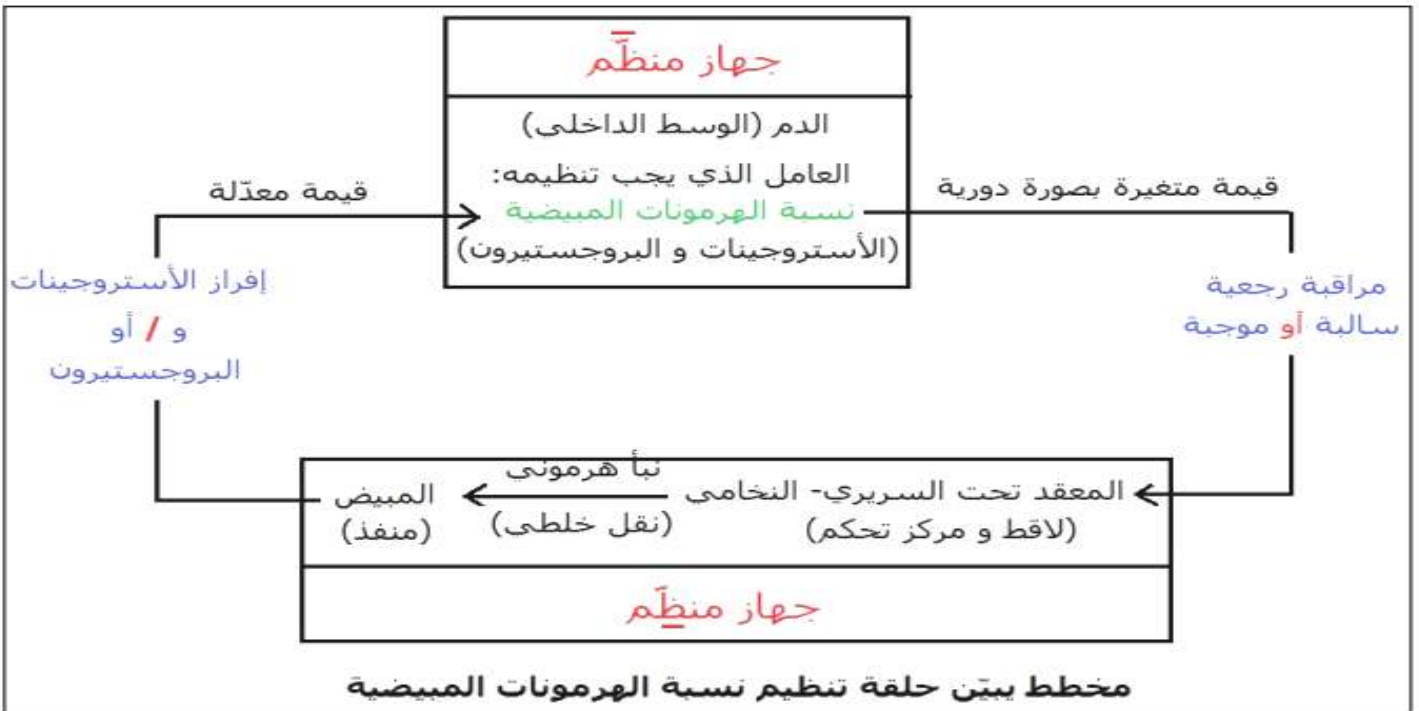 جهاز منظَّم
الدم (الوسط الداخلي)
العامل الذي يجب تنظيمه:
نسبة الهرمونات المبيضية
(الأستروجينات و البروجستيرون)
قيمة متغيرة بصورة دورية
مراقبة رجعية
سالبة أو موجبة
المعقد تحت السريري- النخامي
(لاقط و مركز تحكم)
نبأ هرموني
(نقل خلطي)
المبيض
(منفذ)
جهاز منظِّم
إفراز الأستروجينات
و / أو
البروجستيرون
قيمة معدّلة
مخطط يبيّن حلقة تنظيم نسبة الهرمونات المبيضية